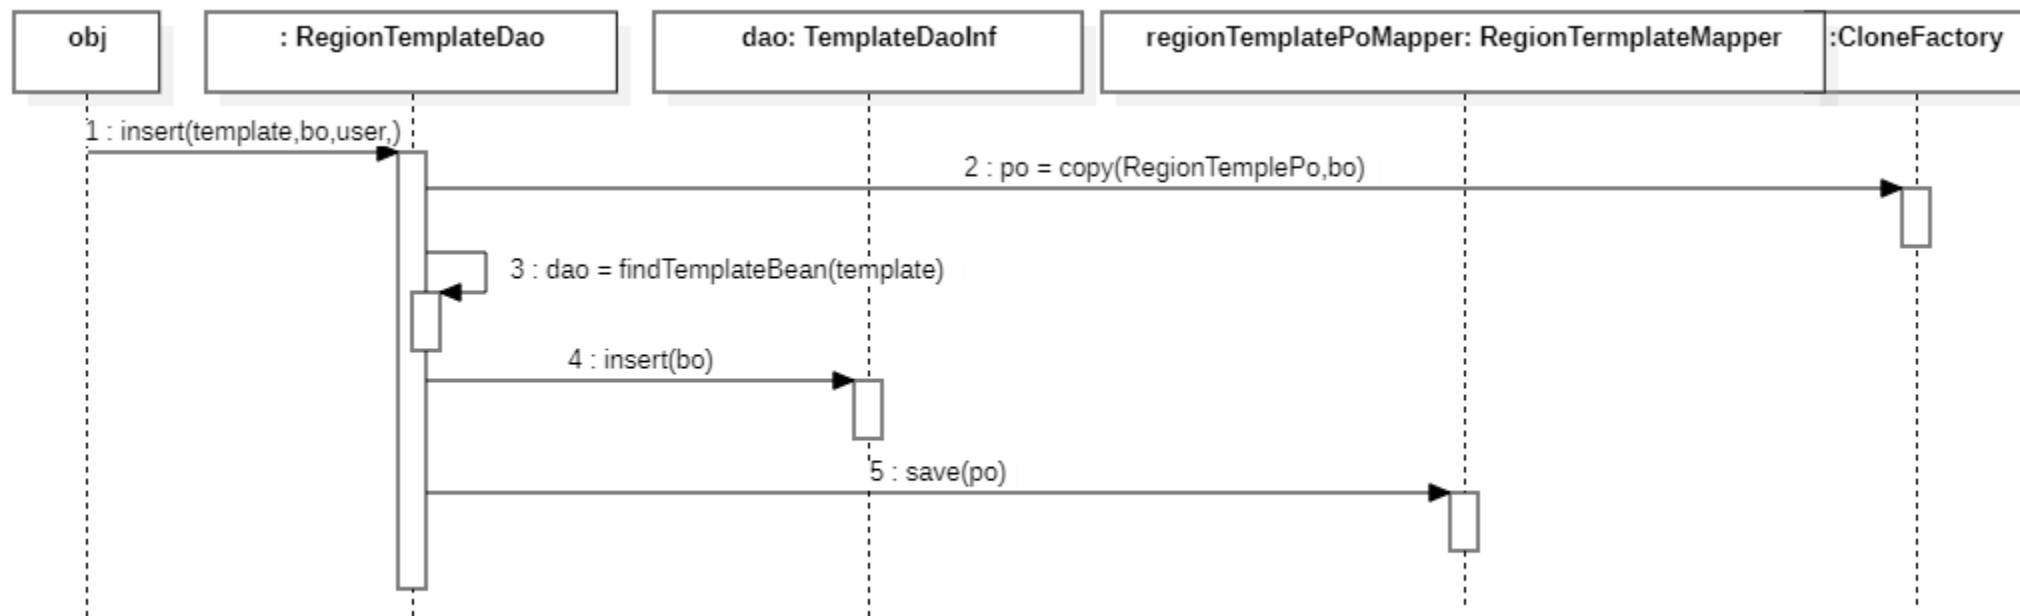 obj
: RegionTemplateDao
dao: TemplateDaoInf
regionTemplatePoMapper: RegionTermplateMapper
:CloneFactory
1 : insert(template,bo,user,)
2 : po = copy(RegionTemplePo,bo)
3 : dao = findTemplateBean(template)
4 : insert(bo)
5 : save(po)